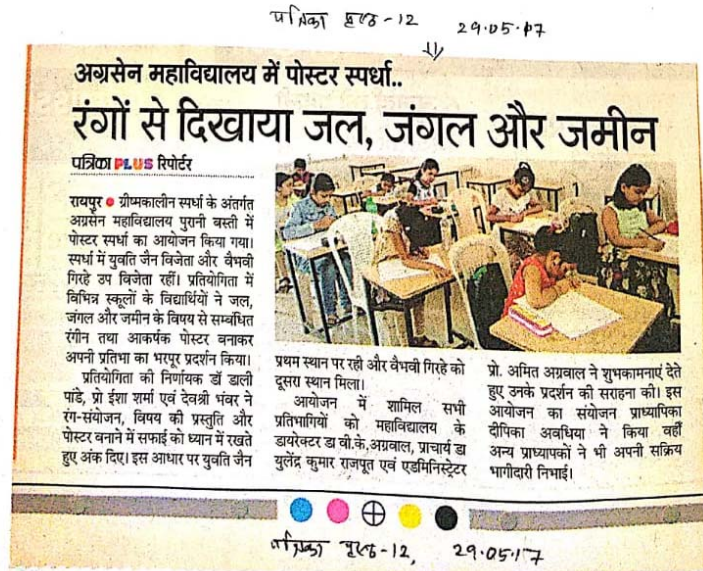 पत्रिका पृष्ठ-12 29.05.17
अग्रसेन महाविद्यालय में पोस्टर स्पर्धा..
रंगों से दिखाया जल, जंगल और जमीन
पत्रिका PLUS रिपोर्टर
रायपुर ● ग्रीष्मकालीन स्पर्धा के अंतर्गत
अग्रसेन महाविद्यालय पुरानी बस्ती में
पोस्टर स्पर्धा का आयोजन किया गया।
स्पर्धा में युवति जैन विजेता और वैभवी
गिरहे उप विजेता रहीं। प्रतियोगिता में
विभिन्न स्कूलों के विद्यार्थियों ने जल,
जंगल और जमीन के विषय से सम्बंधित
रंगीन तथा आकर्षक पोस्टर बनाकर
अपनी प्रतिभा का भरपूर प्रदर्शन किया।
प्रतियोगिता की निर्णायक डॉ डाली
पांडे, प्रो ईशा शर्मा एवं देवश्री भंवर ने
रंग-संयोजन, विषय की प्रस्तुति और
पोस्टर बनाने में सफाई को ध्यान में रखते
हुए अंक दिए। इस आधार पर युवति जैन
प्रथम स्थान पर रही और वैभवी गिरहे को
दूसरा स्थान मिला।
आयोजन में शामिल सभी
प्रतिभागियों को महाविद्यालय के
डायरेक्टर डा वी.के.अग्रवाल, प्राचार्य डा
युलेंद्र कुमार राजपूत एवं एडमिनिस्ट्रेटर
प्रो. अमित अग्रवाल ने शुभकामनाएं देते
हुए उनके प्रदर्शन की सराहना की। इस
आयोजन का संयोजन प्राध्यापिका
दीपिका अवधिया ने किया वहीं
अन्य प्राध्यापकों ने भी अपनी सक्रिय
भागीदारी निभाई।
पत्रिका पृष्ठ-12, 29.05.17